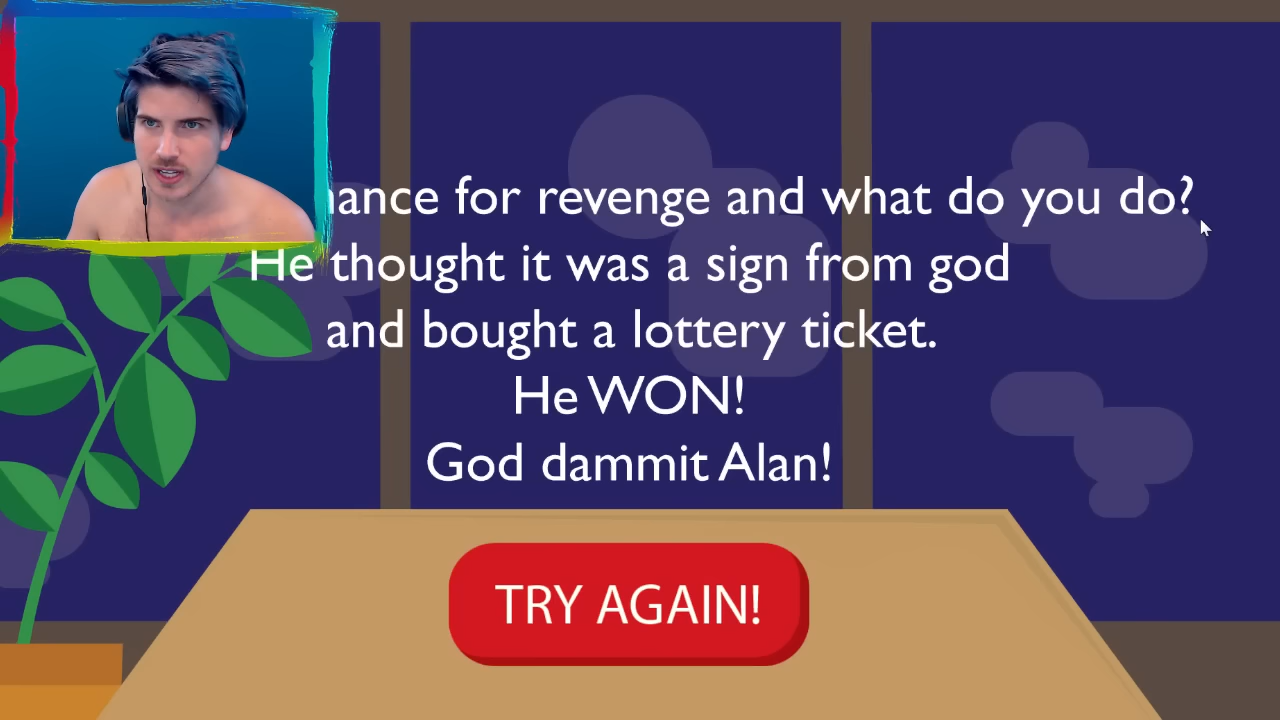 for revenge and what do you do?
He thought it was a sign from god
and bought a lottery ticket.
He WON!
God dammit Alan!
TRY AGAIN!